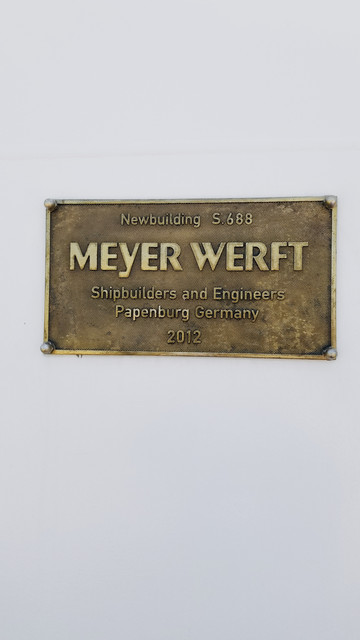 Newbuilding S.688
MEYER WERFT
Shipbuilders and Engineers
Papenburg Germany
2012